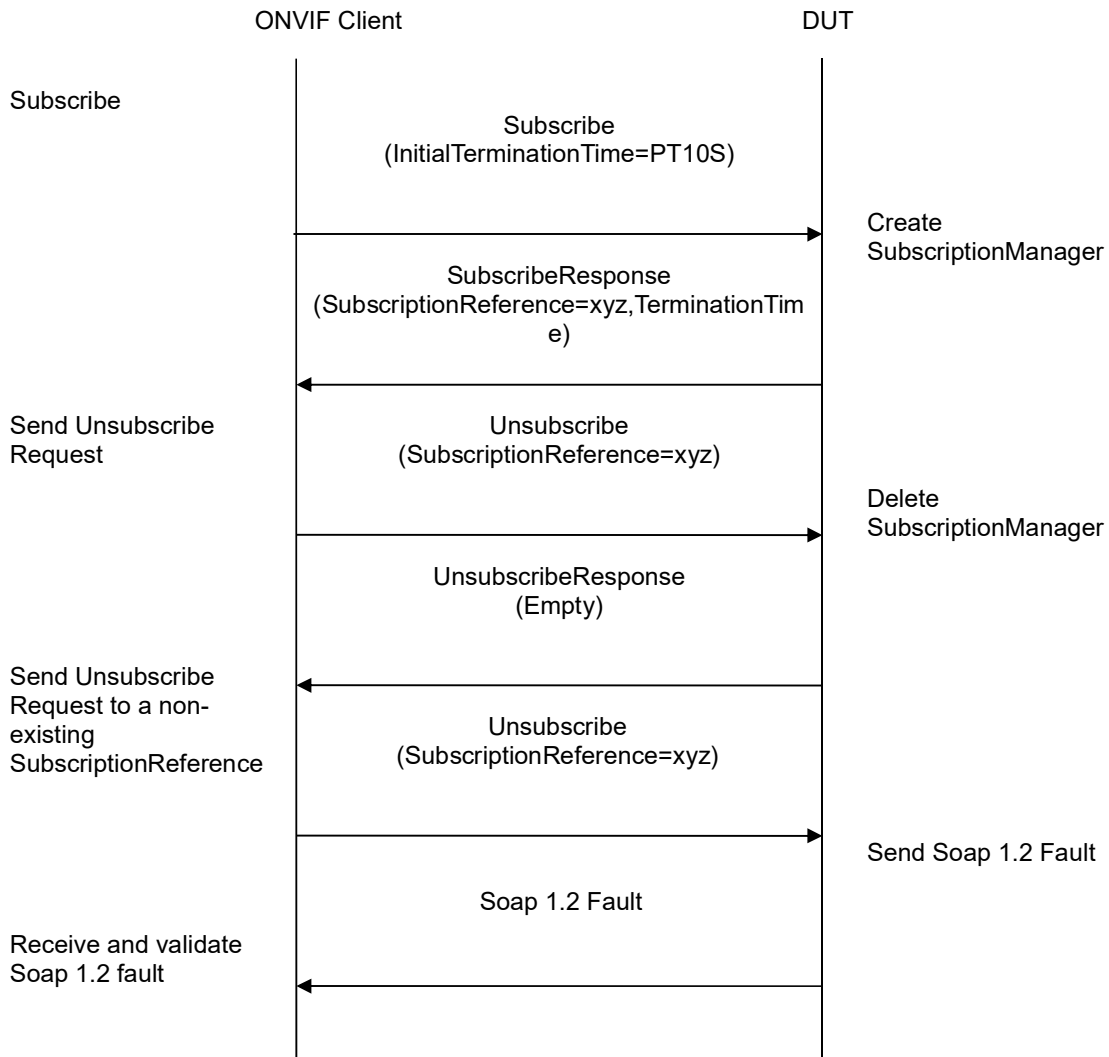 ONVIF Client
DUT
Subscribe
Subscribe
(InitialTerminationTime=PT10S)
Create
SubscriptionManager
SubscribeResponse
(SubscriptionReference=xyz,TerminationTim
e)
Send Unsubscribe
Request
Unsubscribe
(SubscriptionReference=xyz)
Delete
SubscriptionManager
UnsubscribeResponse
(Empty)
Send Unsubscribe
Request to a non-
existing
SubscriptionReference
Unsubscribe
(SubscriptionReference=xyz)
Send Soap 1.2 Fault
Soap 1.2 Fault
Receive and validate
Soap 1.2 fault